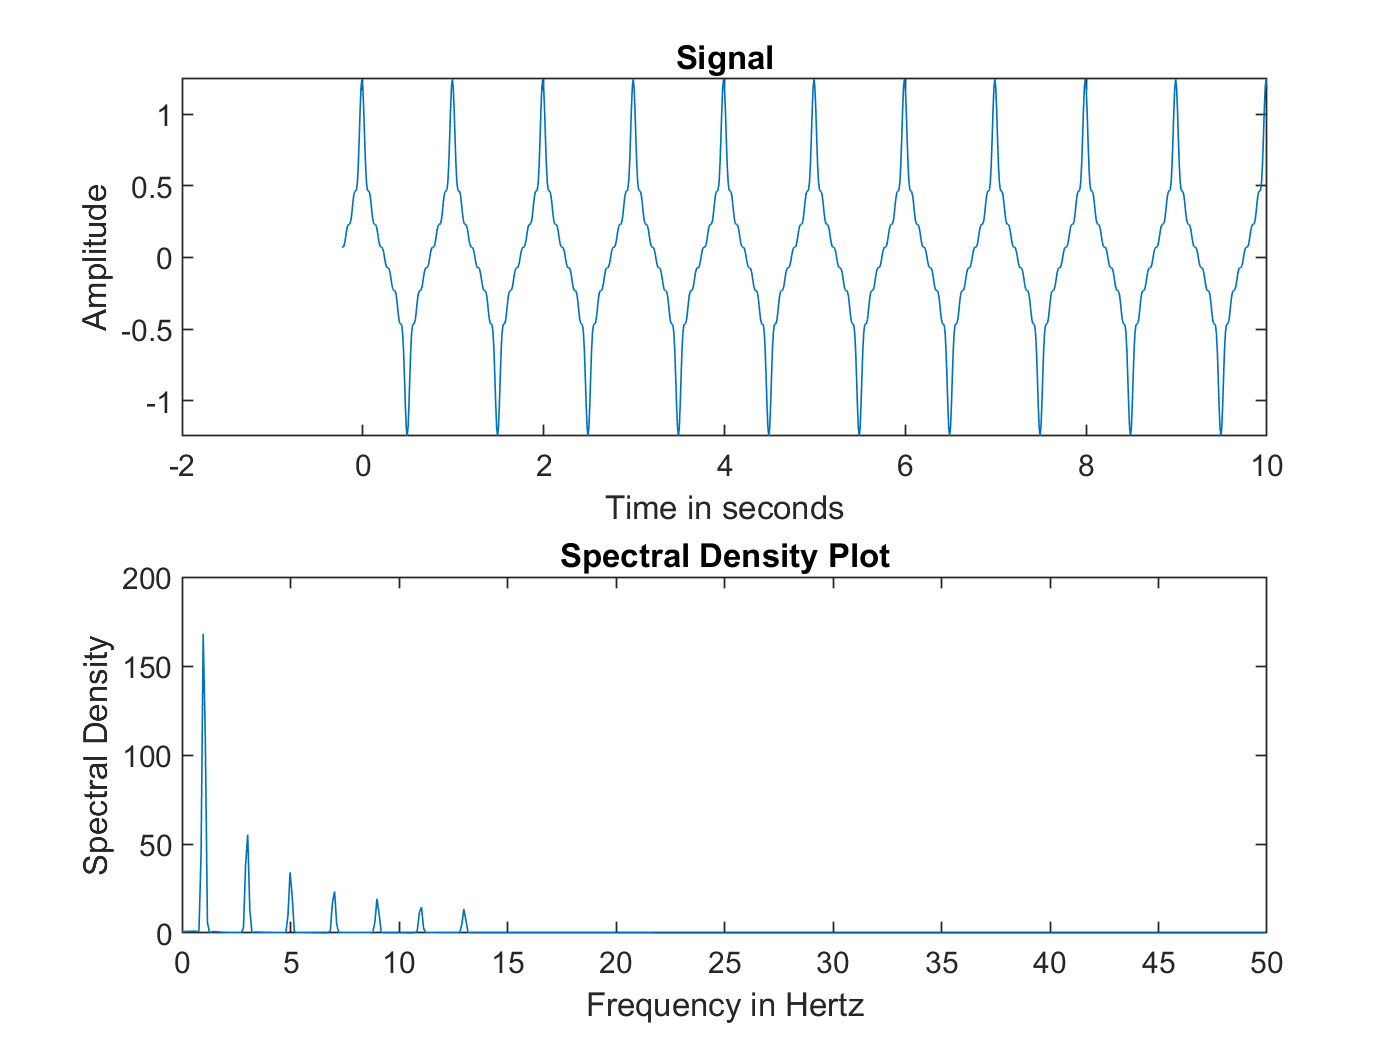 Signal
Amplitude
1
0.5
0
-0.5
-1
-2 0 2 4 6 8 10
Time in seconds
Spectral Density Plot
Spectral Density
200
150
100
50
0
0 5 10 15 20 25 30 35 40 45 50
Frequency in Hertz